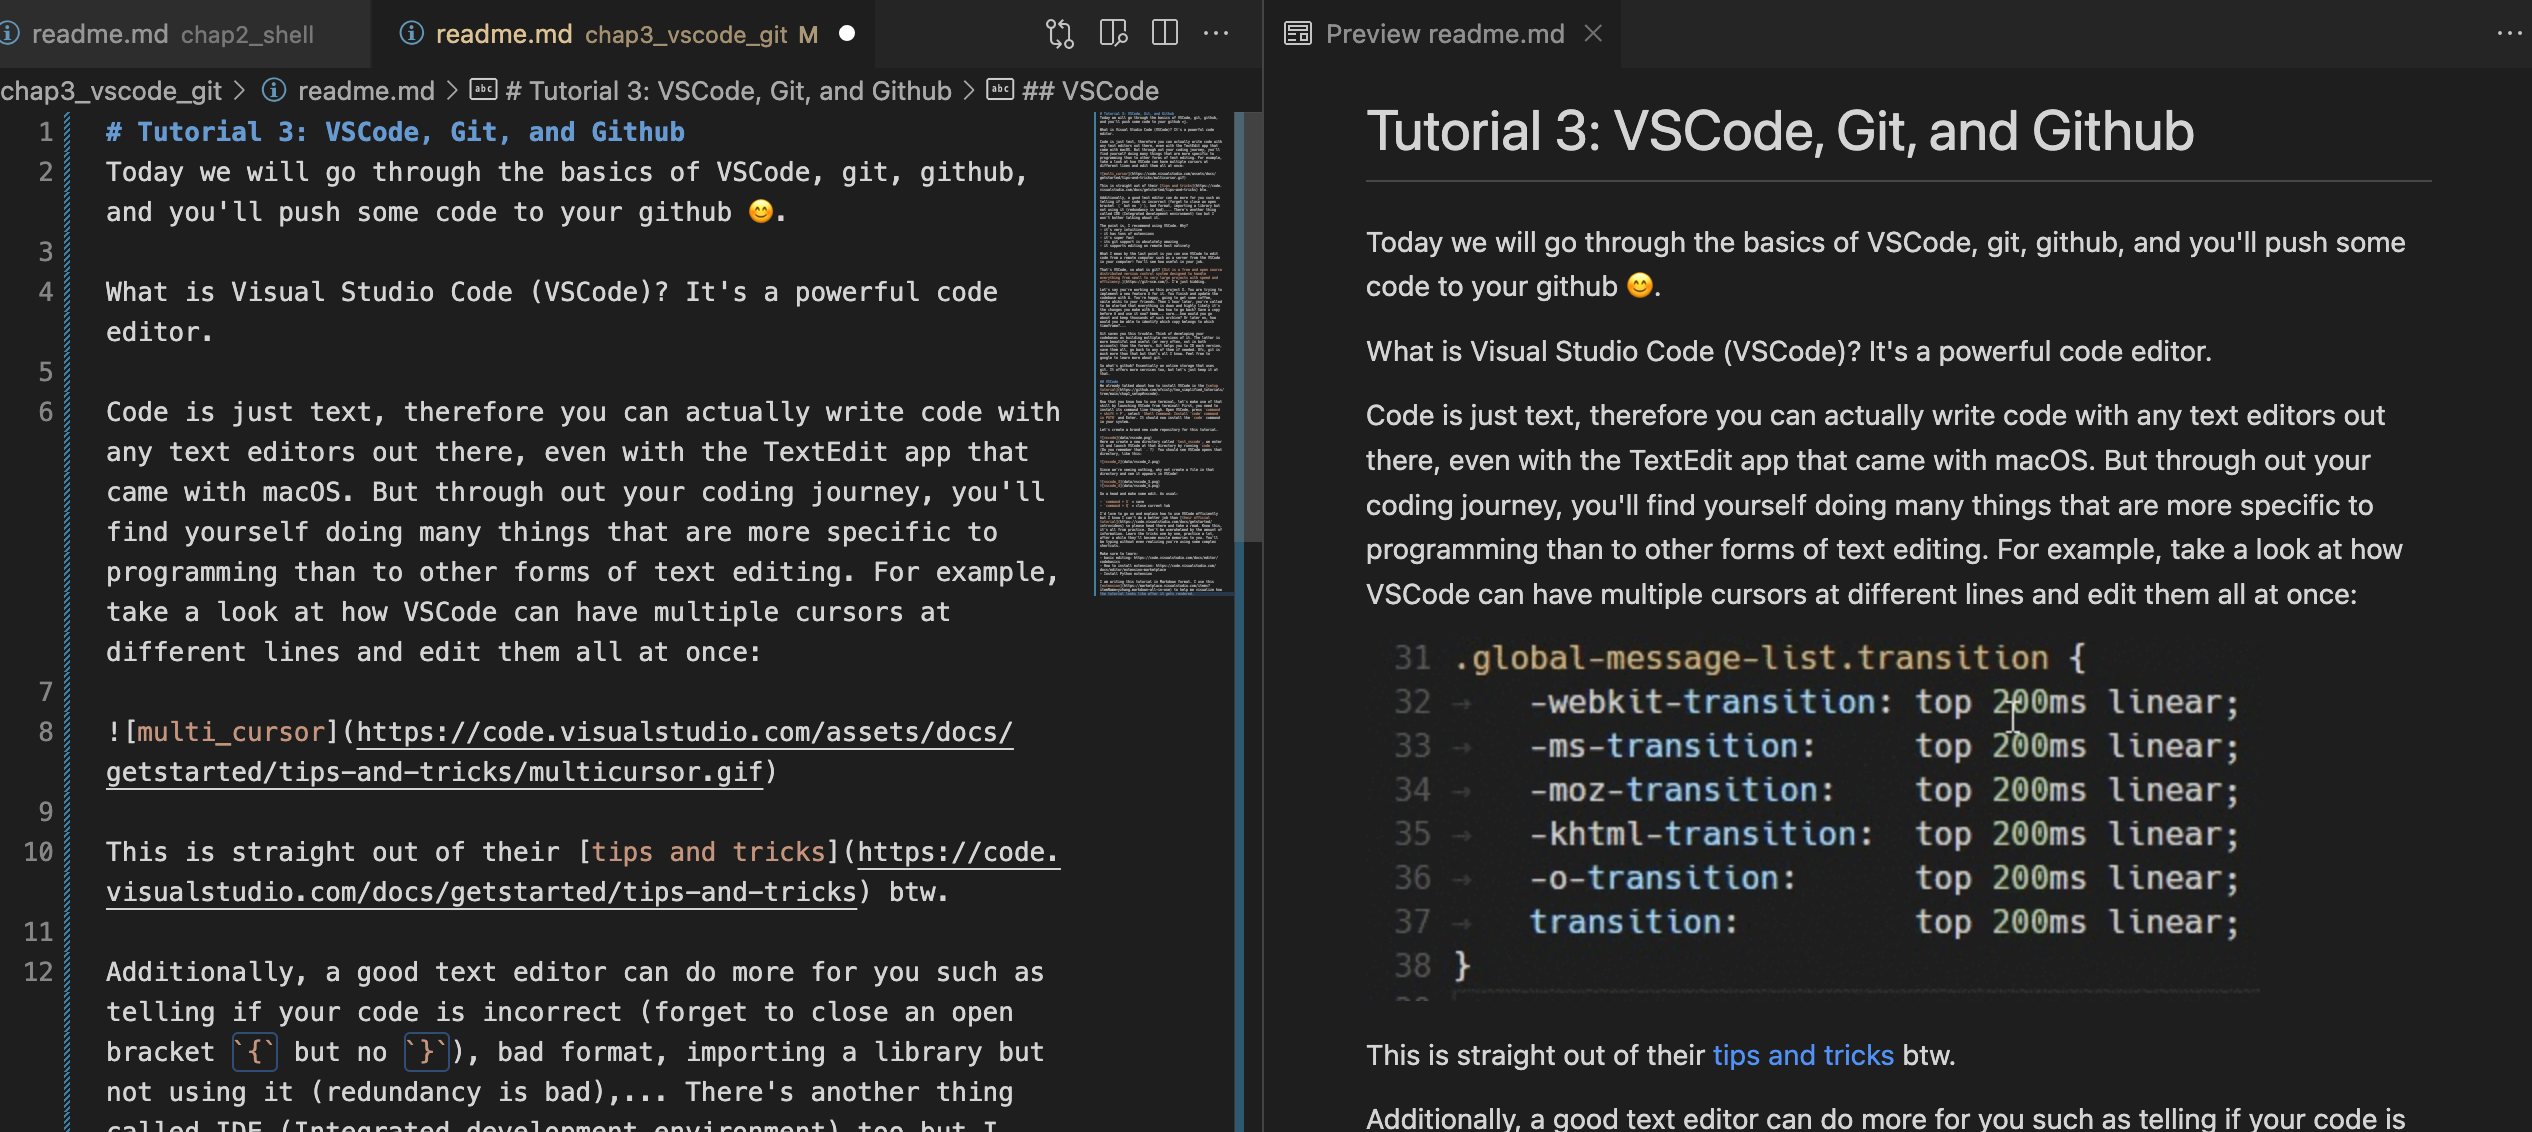 readme.md chap2_shell
readme.md chap3_vscode_git M
chap3_vscode_git > readme.md > # Tutorial 3: VSCode, Git, and Github > ## VSCode
1 # Tutorial 3: VSCode, Git, and Github
2 Today we will go through the basics of VSCode, git, github,
and you'll push some code to your github 😊.
3
4 What is Visual Studio Code (VSCode)? It's a powerful code
editor.
5
6 Code is just text, therefore you can actually write code with
any text editors out there, even with the TextEdit app that
came with macOS. But through out your coding journey, you'll
find yourself doing many things that are more specific to
programming than to other forms of text editing. For example,
take a look at how VSCode can have multiple cursors at
different lines and edit them all at once:
7
8 ![multi_cursor](https://code.visualstudio.com/assets/docs/
getstarted/tips-and-tricks/multicursor.gif)
9
10 This is straight out of their [tips and tricks](https://code.
visualstudio.com/docs/getstarted/tips-and-tricks) btw.
11
12 Additionally, a good text editor can do more for you such as
telling if your code is incorrect (forget to close an open
bracket `{` but no `}`), bad format, importing a library but
not using it (redundancy is bad),... There's another thing
called IDE (Integrated development environment) too but I
Preview readme.md
Tutorial 3: VSCode, Git, and Github
Today we will go through the basics of VSCode, git, github, and you'll push some
code to your github 😊.
What is Visual Studio Code (VSCode)? It's a powerful code editor.
Code is just text, therefore you can actually write code with any text editors out
there, even with the TextEdit app that came with macOS. But through out your
coding journey, you'll find yourself doing many things that are more specific to
programming than to other forms of text editing. For example, take a look at how
VSCode can have multiple cursors at different lines and edit them all at once:
31 .global-message-list.transition {
32 -webkit-transition: top 200ms linear;
33 -ms-transition: top 200ms linear;
34 -moz-transition: top 200ms linear;
35 -khtml-transition: top 200ms linear;
36 -o-transition: top 200ms linear;
37 transition: top 200ms linear;
38 }
This is straight out of their tips and tricks btw.
Additionally, a good text editor can do more for you such as telling if your code is